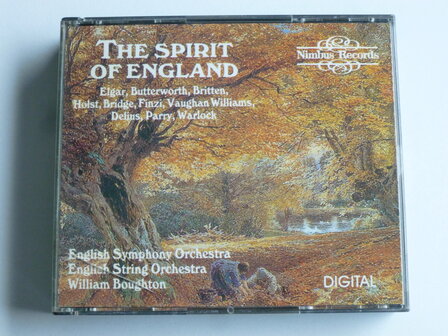 THE SPIRIT
OF ENGLAND
Elgar, Butterworth, Britten,
Holst, Bridge, Finzi, Vaughan Williams,
Delius, Parry, Warlock
Nimbus Records
English Symphony Orchestra
English String Orchestra
William Boughton
DIGITAL